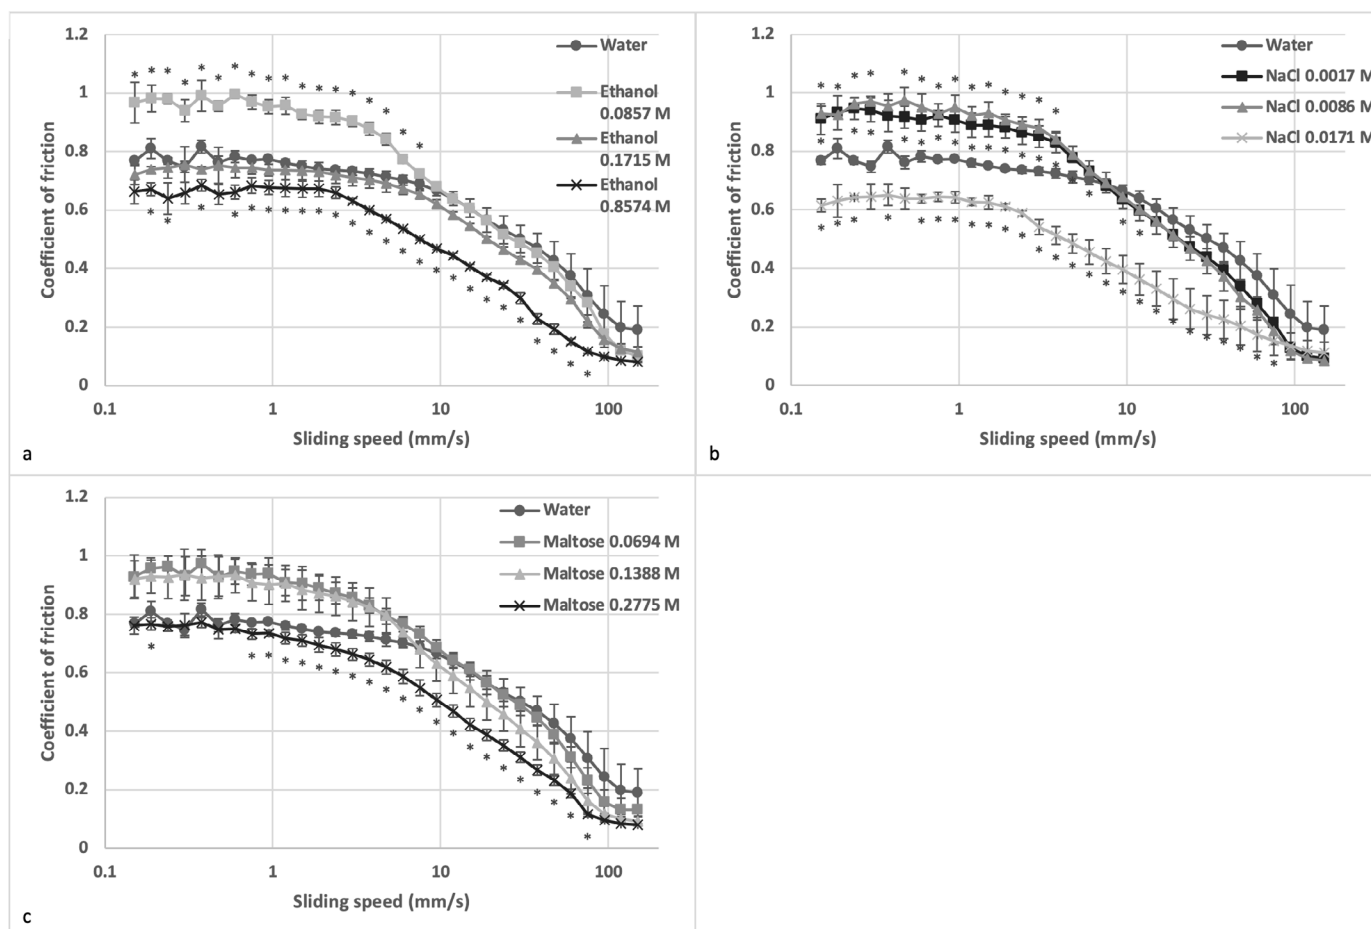 1.2
1
0.8
0.6
0.4
0.2
0
0.1
1
10
100
Coefficient of friction
Sliding speed (mm/s)
Water
Ethanol
0.0857 M
Ethanol
0.1715 M
Ethanol
0.8574 M
a
1.2
1
0.8
0.6
0.4
0.2
0
0.1
1
10
100
Coefficient of friction
Sliding speed (mm/s)
Water
NaCl 0.0017 M
NaCl 0.0086 M
NaCl 0.0171 M
b
1.2
1
0.8
0.6
0.4
0.2
0
0.1
1
10
100
Coefficient of friction
Sliding speed (mm/s)
Water
Maltose 0.0694 M
Maltose 0.1388 M
Maltose 0.2775 M
c